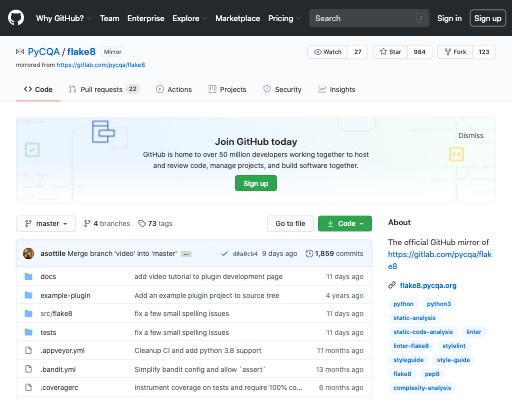 Why GitHub? Team Enterprise Explore Marketplace Pricing Search / Sign in Sign up
PyCQA / flake8 Mirror
Watch 27 Star 984 Fork 123
mirrored from https://gitlab.com/pycqa/flake8
Code Pull requests 22 Actions Projects Security Insights
Join GitHub today
Dismiss
GitHub is home to over 50 million developers working together to host
and review code, manage projects, and build software together.
Sign up
master 4 branches 73 tags Go to file Code
asottile Merge branch 'video' into 'master' ... d0a0cb4 9 days ago 1,859 commits
docs add video tutorial to plugin development page 11 days ago
example-plugin Add an example plugin project to source tree 4 years ago
src/flake8 fix a few small spelling issues 11 days ago
tests fix a few small spelling issues 11 days ago
.appveyor.yml Cleanup CI and add python 3.8 support 11 months ago
.bandit.yml Simplify bandit config and allow `assert` 13 months ago
.coveragerc instrument coverage on tests and require 100% co... 6 months ago
About
The official GitHub mirror of
https://gitlab.com/pycqa/flak
e8
flake8.pycqa.org
python python3
static-analysis
static-code-analysis linter
linter-flake8 stylelint
styleguide style-guide
flake8 pep8
complexity-analysis